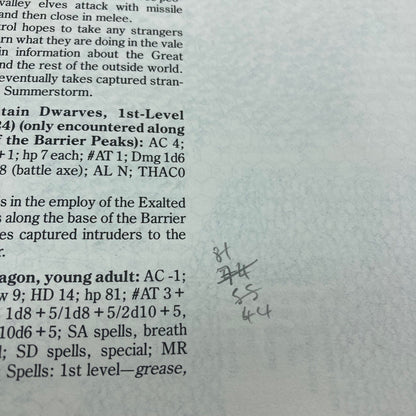 valley elves attack with missile
and then close in melee.
rol hopes to take any strangers
rn what they are doing in the vale
in information about the Great
nd the rest of the outside world.
eventually takes captured stran-
Summerstorm.
tain Dwarves, 1st-Level
4) (only encountered along
f the Barrier Peaks): AC 4;
+1; hp 7 each; #AT 1; Dmg 1d6
8 (battle axe); AL N; THAC0
s in the employ of the Exalted
s along the base of the Barrier
es captured intruders to the
r.
agon, young adult: AC -1;
w 9; HD 14; hp 81; #AT 3 +
1d8 + 5/1d8 + 5/2d10 + 5,
10d6 + 5; SA spells, breath
l; SD spells, special; MR
Spells: 1st level—grease,
81
55
44